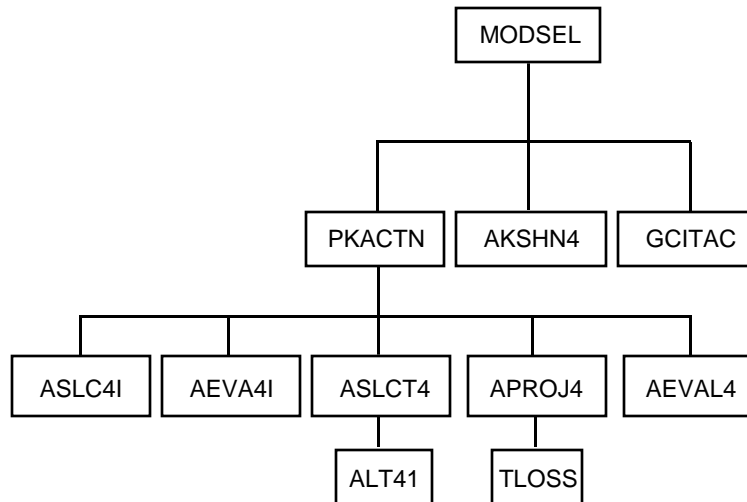 MODSEL
PKACTN
AKSHN4
GCITAC
ASLC4I
AEVA4I
ASLCT4
APROJ4
AEVAL4
ALT41
TLOSS